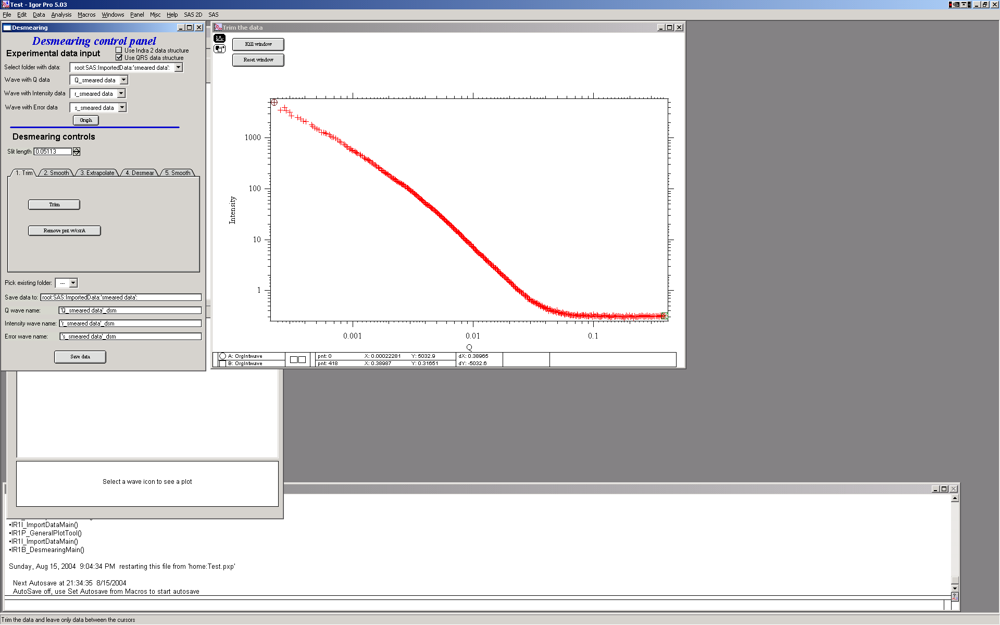 Test - Igor Pro 5.03
File Edit Data Analysis Macros Windows Panel Misc Help SAS 2D SAS
Desmearing
Desmearing control panel
Experimental data input
Use Indra 2 data structure
Use QRS data structure
Select folder with data: root:SAS:ImportedData:'smeared data':
Wave with Q data Q_smeared data
Wave with Intensity data r_smeared data
Wave with Error data s_smeared data
Graph
Desmearing controls
Slit length 0.05113
1. Trim 2. Smooth 3. Extrapolate 4. Desmear 5. Smooth
Trim
Remove pnt w/csrA
Pick existing folder: ---
Save data to: root:SAS:ImportedData:'smeared data':
Q wave name: 'Q_smeared data'_dsm
Intensity wave name: 'r_smeared data'_dsm
Error wave name: 's_smeared data'_dsm
Save data
Trim the data
Kill window
Reset window
1000
100
10
1
Intensity
0.001 0.01 0.1
Q
A: OrgIntwave pnt: 0 X: 0.00022281 Y: 5032.9 dX: 0.38965
B: OrgIntwave pnt: 418 X: 0.38987 Y: 0.31651 dY: -5032.6
Select a wave icon to see a plot
•IR1I_ImportDataMain()
•IR1P_GeneralPlotTool()
•IR1I_ImportDataMain()
•IR1B_DesmearingMain()
Sunday, Aug 15, 2004 9:04:34 PM restarting this file from 'home:Test.pxp'
Next Autosave at 21:34:35 8/15/2004
AutoSave off, use Set Autosave from Macros to start autosave
Trim the data and leave only data between the cursors